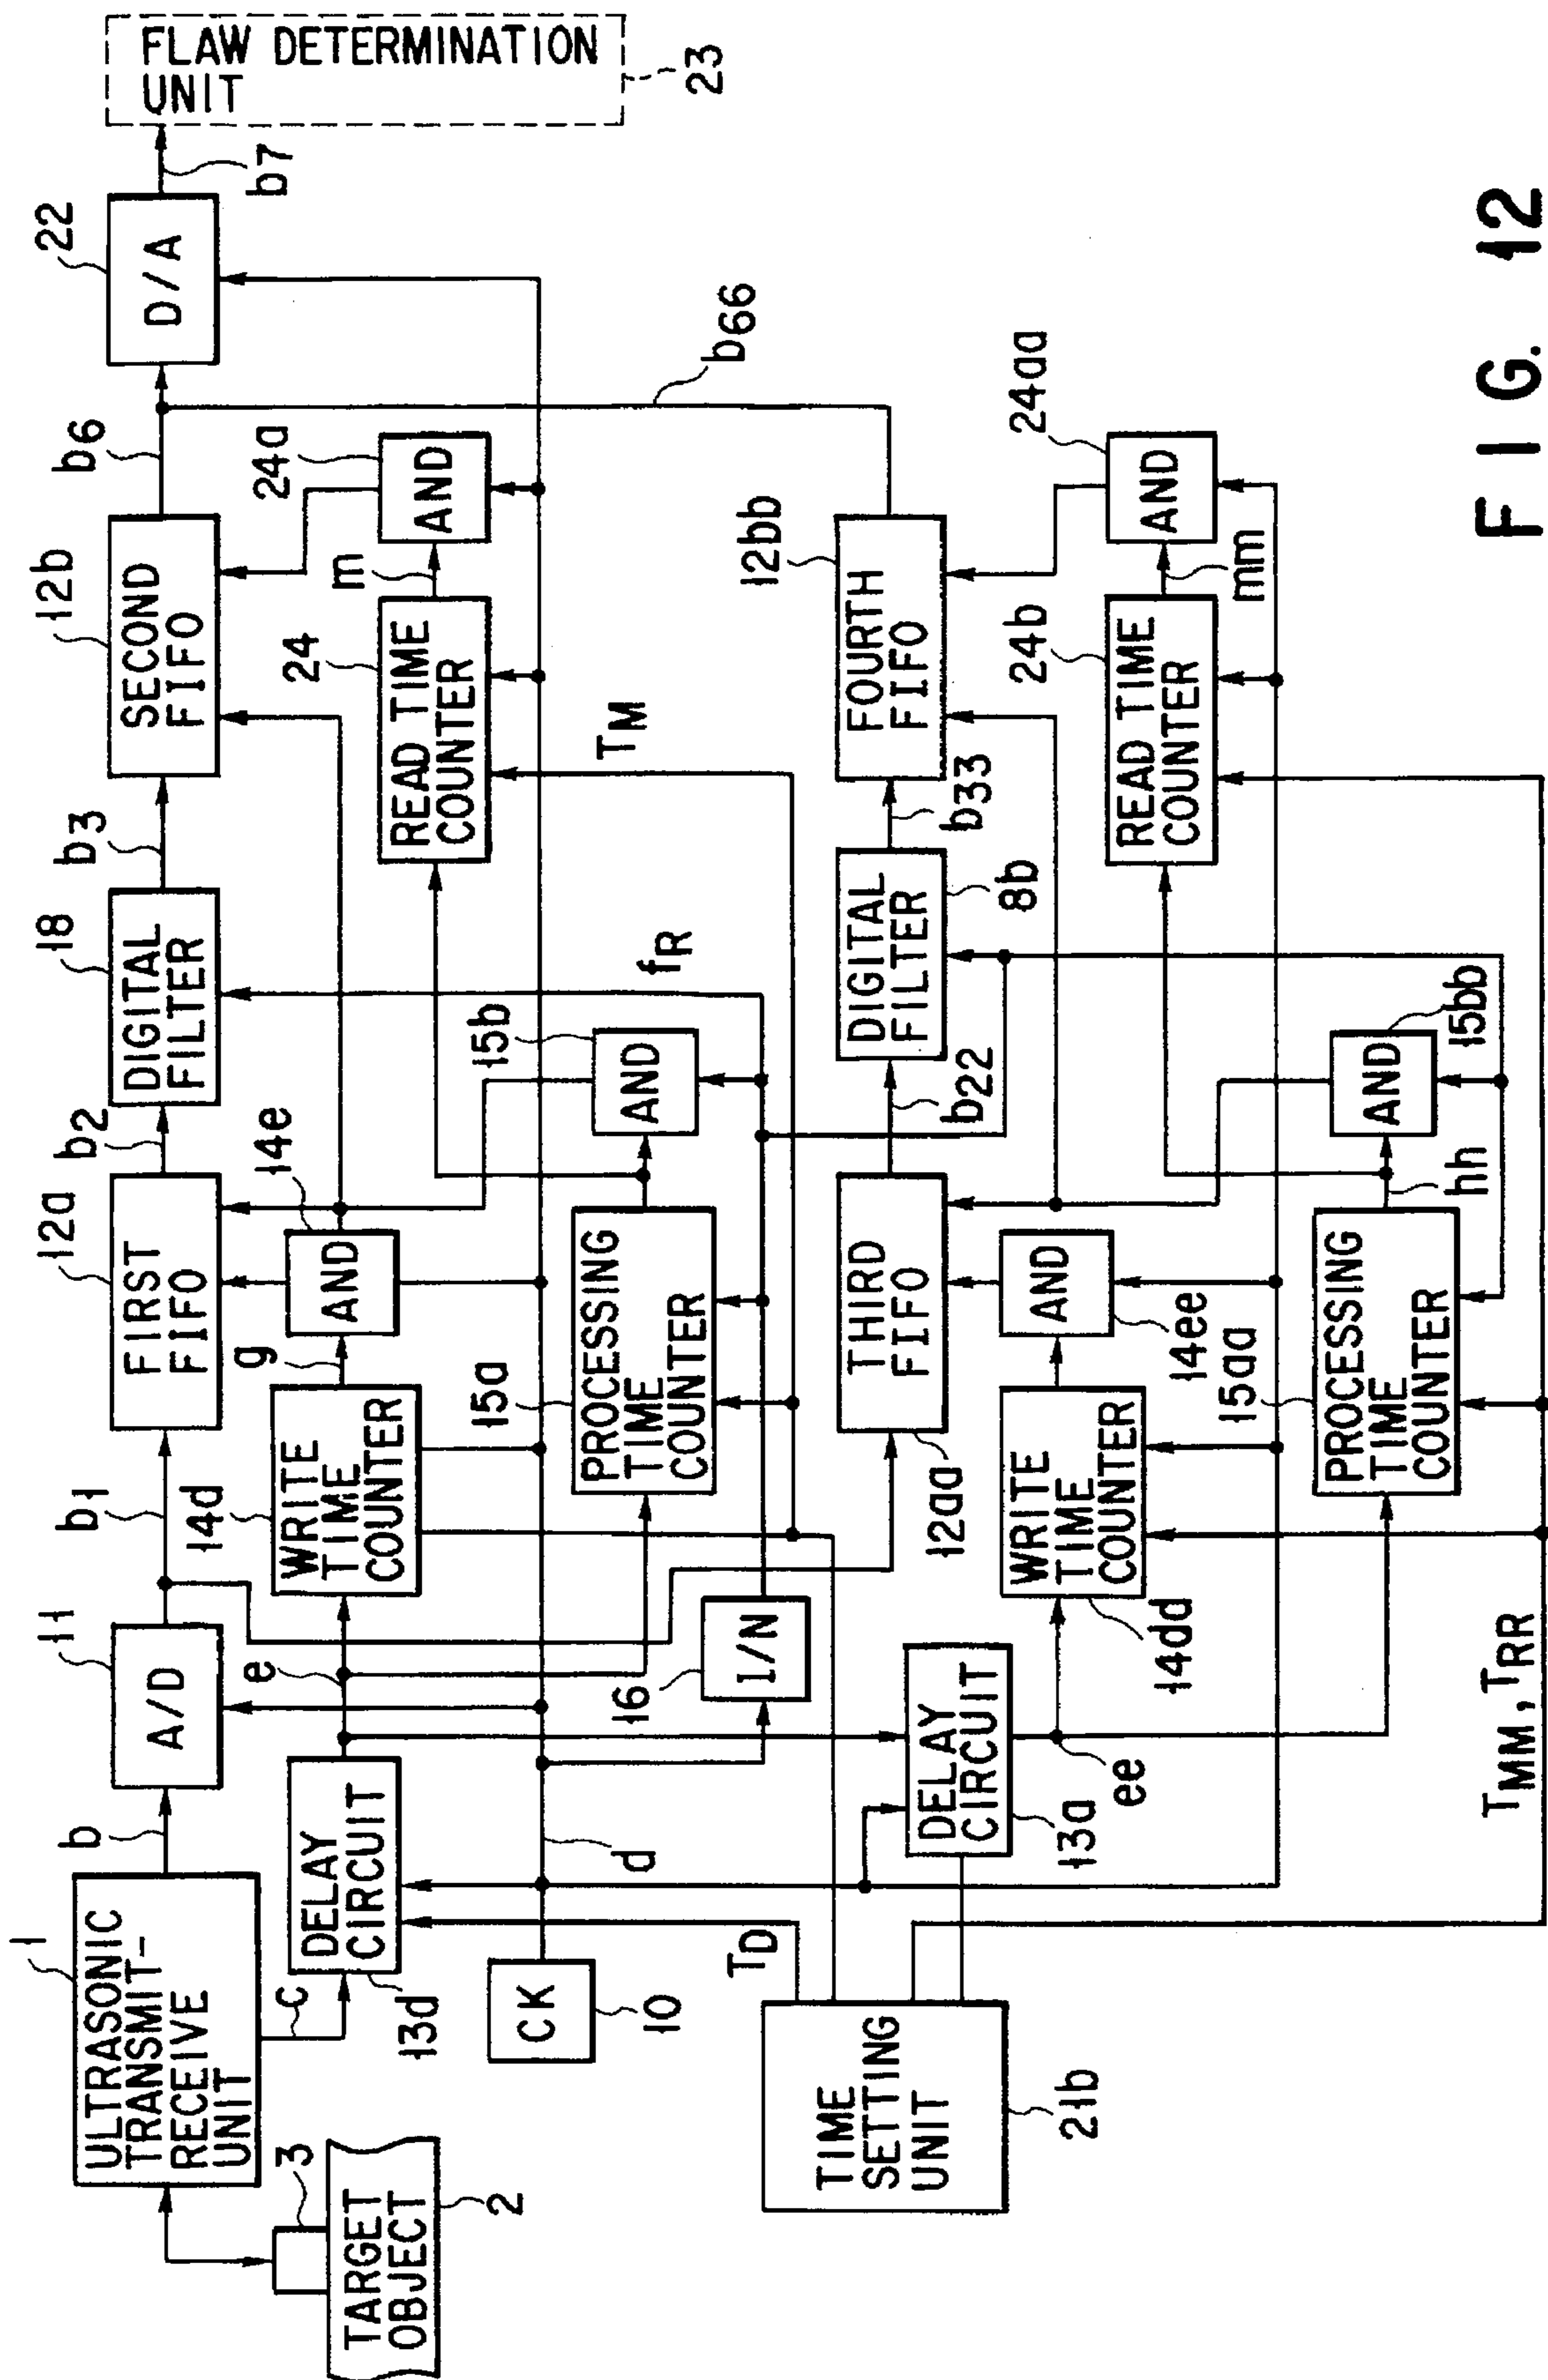 1
ULTRASONIC
TRANSMIT-
RECEIVE
UNIT
b
11
A/D
b1
12a
FIRST
FIFO
b2
18
DIGITAL
FILTER
b3
12b
SECOND
FIFO
b6
22
D/A
b7
FLAW DETERMINATION
UNIT
23
3
TARGET
OBJECT
2
c
DELAY
CIRCUIT
13d
e
14d
WRITE
TIME
COUNTER
g
14e
AND
24
READ TIME
COUNTER
m
24a
AND
CK
10
d
15a
PROCESSING
TIME
COUNTER
15b
AND
fR
TM
b66
16
1/N
TD
TIME
SETTING
UNIT
21b
DELAY
CIRCUIT
13a
ee
12aa
THIRD
FIFO
b22
DIGITAL
FILTER
8b
b33
FOURTH
FIFO
12bb
WRITE
TIME
COUNTER
14dd
AND
14ee
READ TIME
COUNTER
24b
mm
AND
24aa
15aa
PROCESSING
TIME
COUNTER
hh
AND
15bb
TMM, TRR
FIG. 12